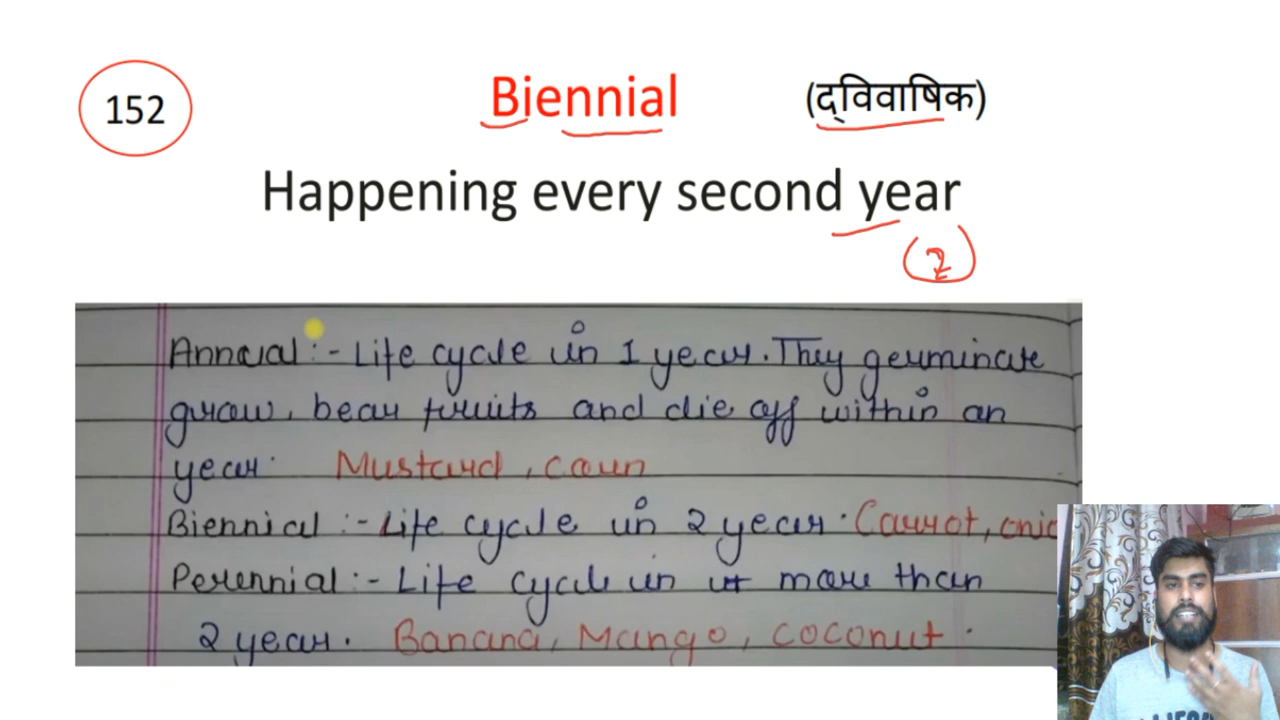 152
Biennial (द्विवाषिक)
Happening every second year
(2)
Annual :- Life cycle in 1 year. They germinate
grow, bear fruits and die off within an
year. Mustard, corn
Biennial :- Life cycle in 2 year. Carrot, onio
Perennial :- Life cycle in more than
2 year. Banana, Mango, coconut.